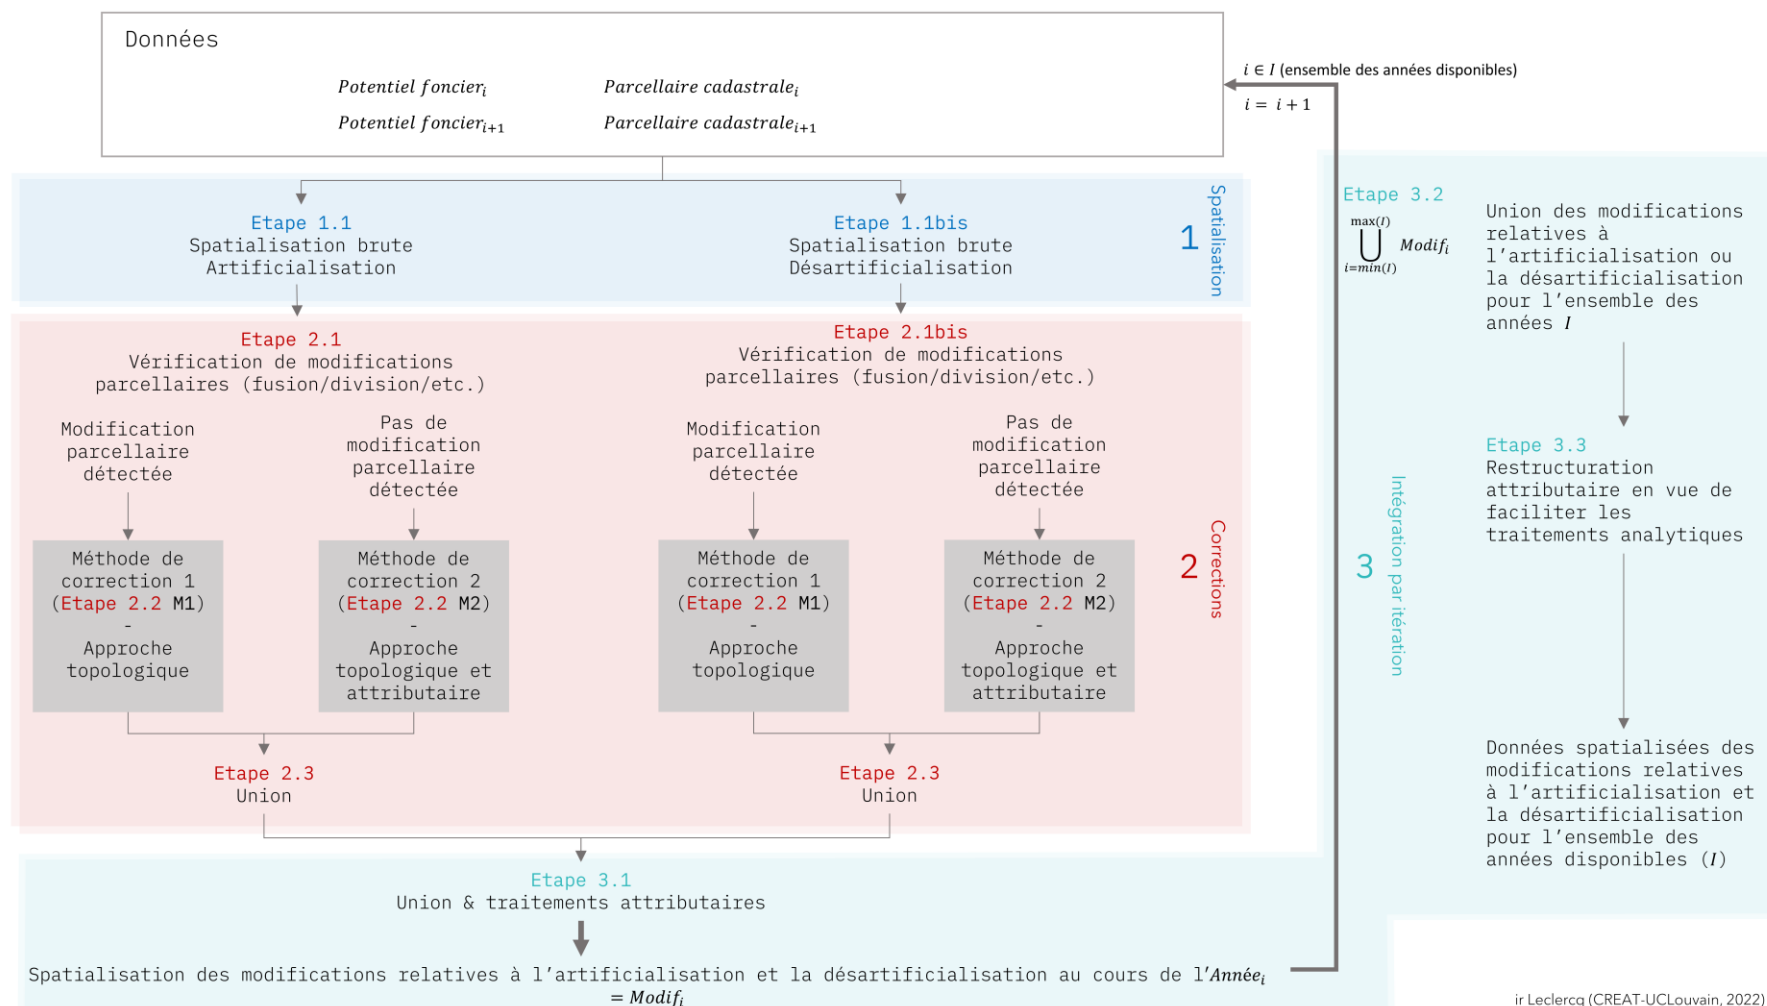 Données
Potentiel foncierᵢ
Parcellaire cadastraleᵢ
Potentiel foncierᵢ₊₁
Parcellaire cadastraleᵢ₊₁
i ∈ I (ensemble des années disponibles)
i = i + 1
1
Spatialisation
Etape 1.1
Spatialisation brute
Artificialisation
Etape 1.1bis
Spatialisation brute
Désartificialisation
2
Corrections
Etape 2.1
Vérification de modifications
parcellaires (fusion/division/etc.)
Modification
parcellaire
détectée
Pas de
modification
parcellaire
détectée
Méthode de
correction 1
(Etape 2.2 M1)
-
Approche
topologique
Méthode de
correction 2
(Etape 2.2 M2)
-
Approche
topologique et
attributaire
Etape 2.3
Union
Etape 2.1bis
Vérification de modifications
parcellaires (fusion/division/etc.)
Modification
parcellaire
détectée
Pas de
modification
parcellaire
détectée
Méthode de
correction 1
(Etape 2.2 M1)
-
Approche
topologique
Méthode de
correction 2
(Etape 2.2 M2)
-
Approche
topologique et
attributaire
Etape 2.3
Union
3
Intégration par itération
Etape 3.1
Union & traitements attributaires
Spatialisation des modifications relatives à l'artificialisation et la désartificialisation au cours de l'Annéeᵢ
= Modifᵢ
Etape 3.2
max(I)
⋃ Modifᵢ
i=min(I)
Union des modifications
relatives à
l'artificialisation ou
la désartificialisation
pour l'ensemble des
années I
Etape 3.3
Restructuration
attributaire en vue de
faciliter les
traitements analytiques
Données spatialisées des
modifications relatives
à l'artificialisation et
la désartificialisation
pour l'ensemble des
années disponibles (I)
ir Leclercq (CREAT-UCLouvain, 2022)